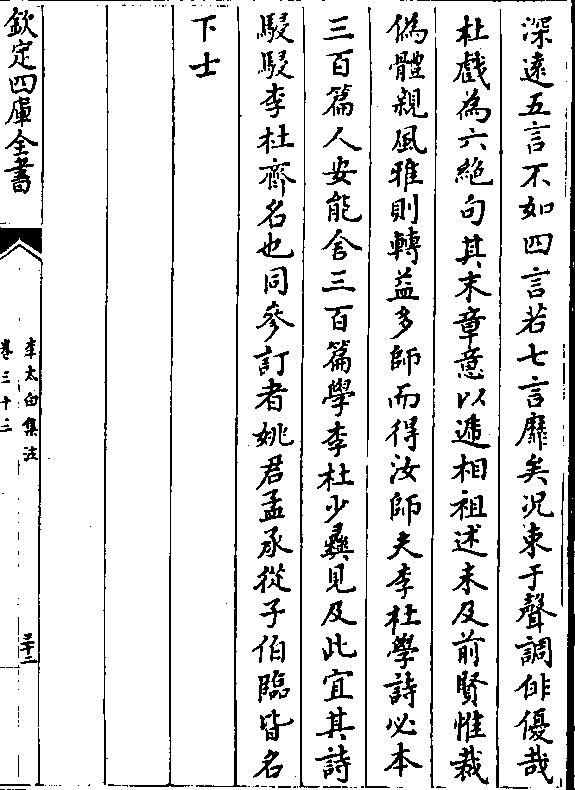 深遠五言不如四言若七言靡矣況束于聲調俳優哉
杜戲為六絶句其末章意以遞相祖述未及前賢惟裁
偽體親風雅則轉益多師而得汝師夫李杜學詩必本
三百篇人安能舍三百篇學李杜少彝見及此宜其詩
駸駸李杜齊名也同參訂者姚君孟承從子伯臨皆名
下士
欽定四庫全書
李太白集注
卷三十三
三十二